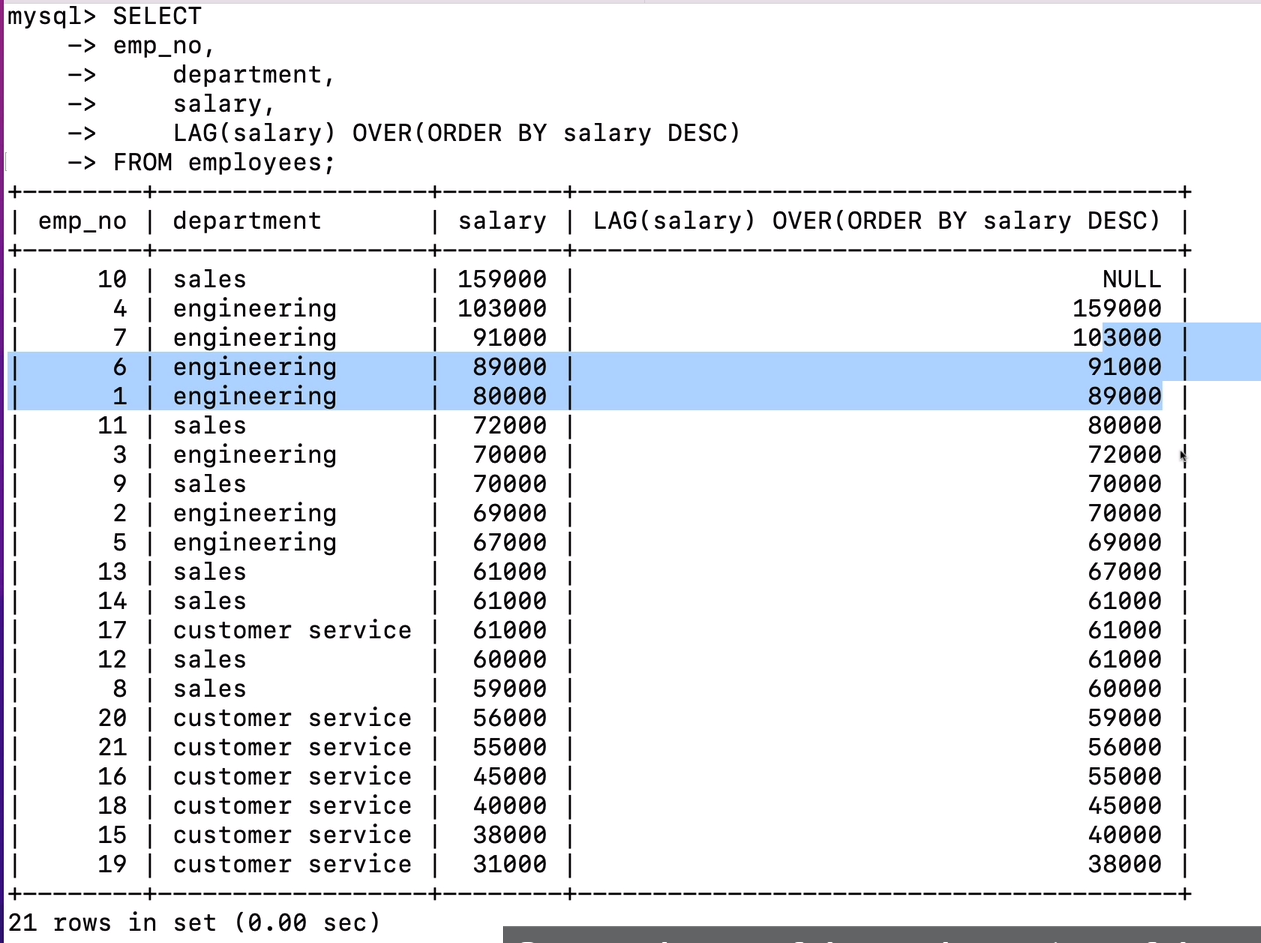 mysql> SELECT
    -> emp_no,
    ->     department,
    ->     salary,
    ->     LAG(salary) OVER(ORDER BY salary DESC)
    -> FROM employees;
+--------+------------------+--------+----------------------------------------+
| emp_no | department       | salary | LAG(salary) OVER(ORDER BY salary DESC) |
+--------+------------------+--------+----------------------------------------+
|     10 | sales            | 159000 |                                   NULL |
|      4 | engineering      | 103000 |                                 159000 |
|      7 | engineering      |  91000 |                                 103000 |
|      6 | engineering      |  89000 |                                  91000 |
|      1 | engineering      |  80000 |                                  89000 |
|     11 | sales            |  72000 |                                  80000 |
|      3 | engineering      |  70000 |                                  72000 |
|      9 | sales            |  70000 |                                  70000 |
|      2 | engineering      |  69000 |                                  70000 |
|      5 | engineering      |  67000 |                                  69000 |
|     13 | sales            |  61000 |                                  67000 |
|     14 | sales            |  61000 |                                  61000 |
|     17 | customer service |  61000 |                                  61000 |
|     12 | sales            |  60000 |                                  61000 |
|      8 | sales            |  59000 |                                  60000 |
|     20 | customer service |  56000 |                                  59000 |
|     21 | customer service |  55000 |                                  56000 |
|     16 | customer service |  45000 |                                  55000 |
|     18 | customer service |  40000 |                                  45000 |
|     15 | customer service |  38000 |                                  40000 |
|     19 | customer service |  31000 |                                  38000 |
+--------+------------------+--------+----------------------------------------+
21 rows in set (0.00 sec)